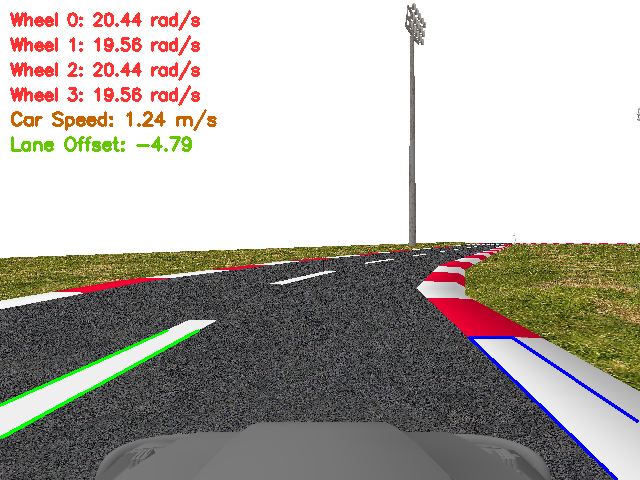 Wheel 0: 20.44 rad/s
Wheel 1: 19.56 rad/s
Wheel 2: 20.44 rad/s
Wheel 3: 19.56 rad/s
Car Speed: 1.24 m/s
Lane Offset: -4.79